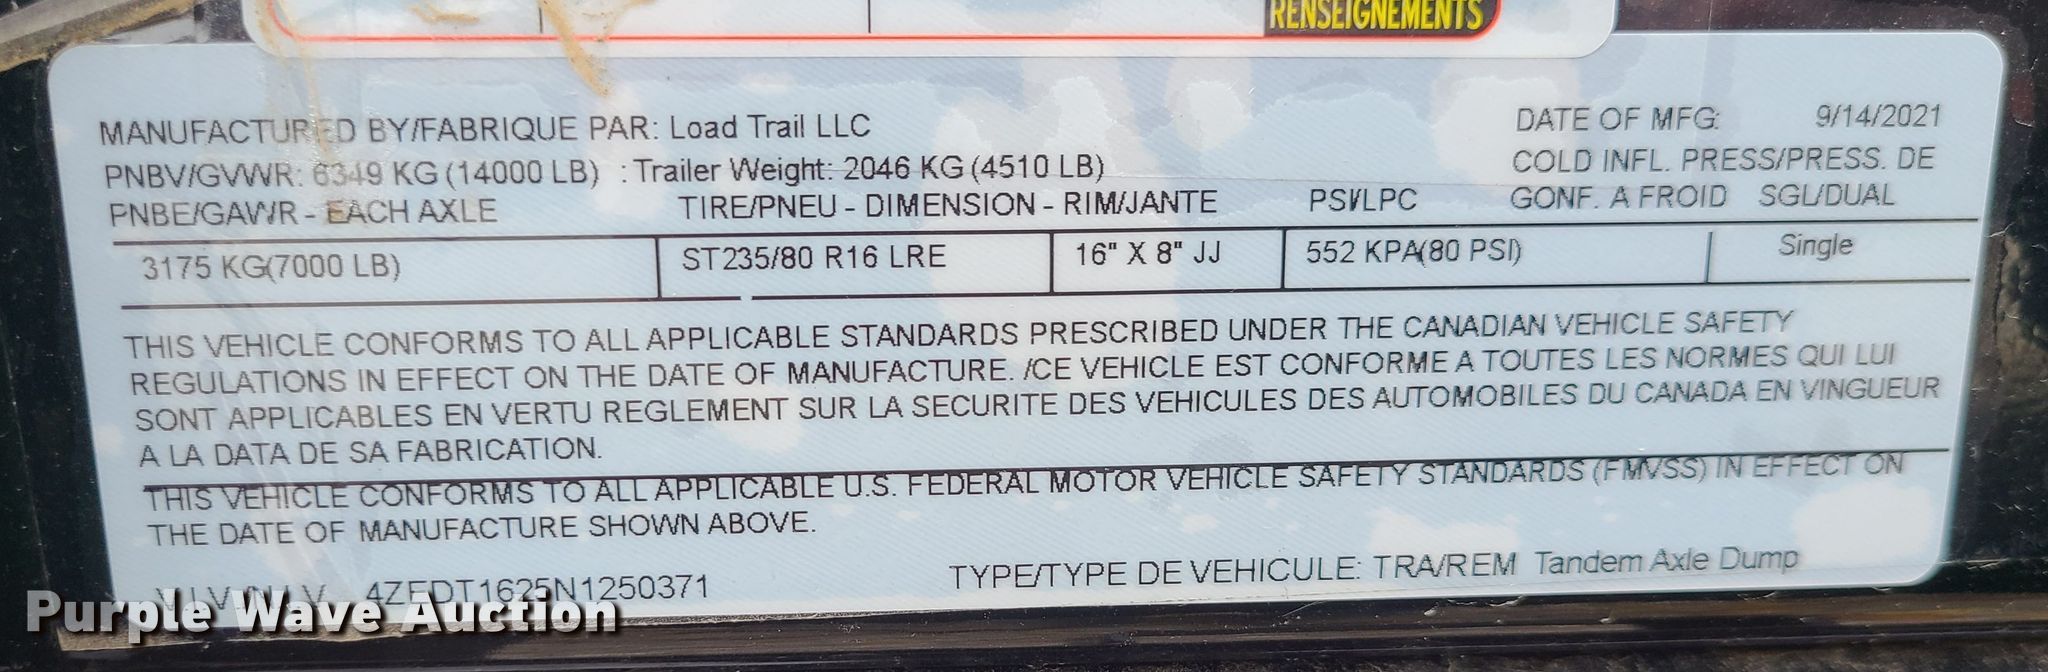 RENSEIGNEMENTS
MANUFACTURED BY/FABRIQUE PAR: Load Trail LLC DATE OF MFG: 9/14/2021
PNBV/GVWR: 6349 KG (14000 LB) : Trailer Weight: 2046 KG (4510 LB) COLD INFL. PRESS/PRESS. DE
PNBE/GAWR - EACH AXLE TIRE/PNEU - DIMENSION - RIM/JANTE PSI/LPC GONF. A FROID SGL/DUAL
3175 KG(7000 LB) ST235/80 R16 LRE 16" X 8" JJ 552 KPA(80 PSI) Single
THIS VEHICLE CONFORMS TO ALL APPLICABLE STANDARDS PRESCRIBED UNDER THE CANADIAN VEHICLE SAFETY
REGULATIONS IN EFFECT ON THE DATE OF MANUFACTURE. /CE VEHICLE EST CONFORME A TOUTES LES NORMES QUI LUI
SONT APPLICABLES EN VERTU REGLEMENT SUR LA SECURITE DES VEHICULES DES AUTOMOBILES DU CANADA EN VINGUEUR
A LA DATA DE SA FABRICATION.
THIS VEHICLE CONFORMS TO ALL APPLICABLE U.S. FEDERAL MOTOR VEHICLE SAFETY STANDARDS (FMVSS) IN EFFECT ON
THE DATE OF MANUFACTURE SHOWN ABOVE.
4ZEDT1625N1250371 TYPE/TYPE DE VEHICULE: TRA/REM Tandem Axle Dump
Purple Wave Auction